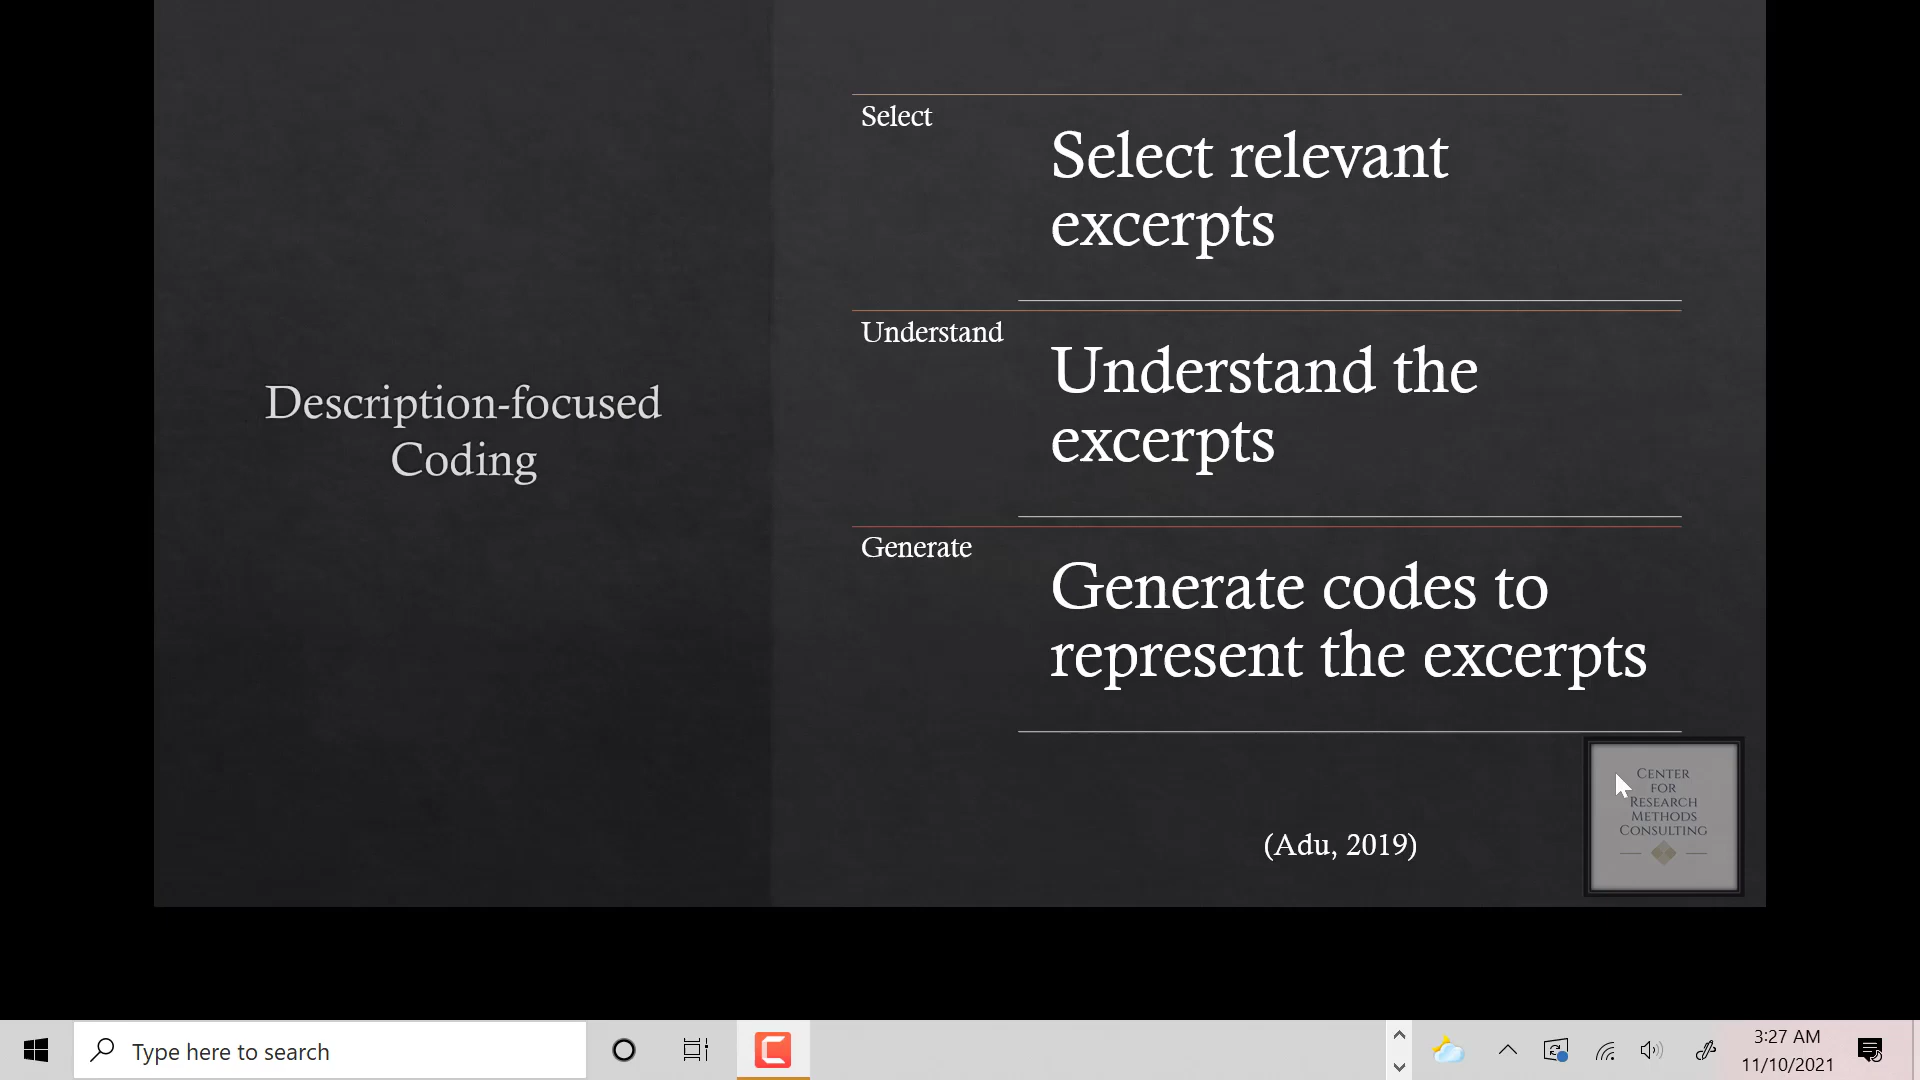 Description-focused
Coding
Select
Select relevant
excerpts
Understand
Understand the
excerpts
Generate
Generate codes to
represent the excerpts
(Adu, 2019)
CENTER
FOR
RESEARCH
METHODS
CONSULTING
Type here to search
3:27 AM
11/10/2021